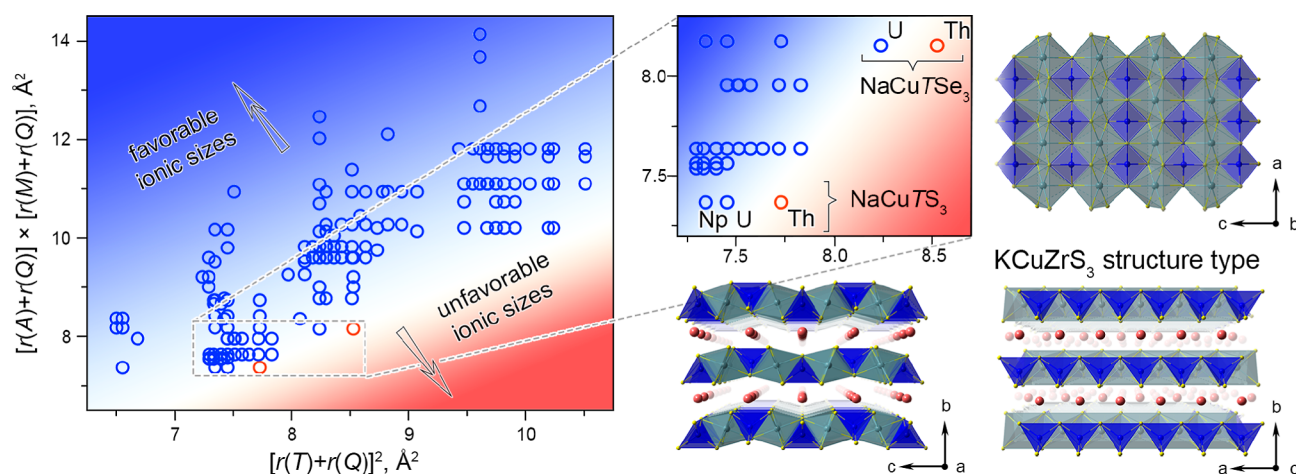 [r(A)+r(Q)] × [r(M)+r(Q)], Å²
14
12
10
8
7
8
9
10
[r(T)+r(Q)]², Å²
favorable
ionic sizes
unfavorable
ionic sizes
8.0
7.5
7.5
8.0
8.5
U
Th
NaCuTSe₃
Np
U
Th
NaCuTS₃
a
c
b
KCuZrS₃ structure type
b
c
a
b
a
c